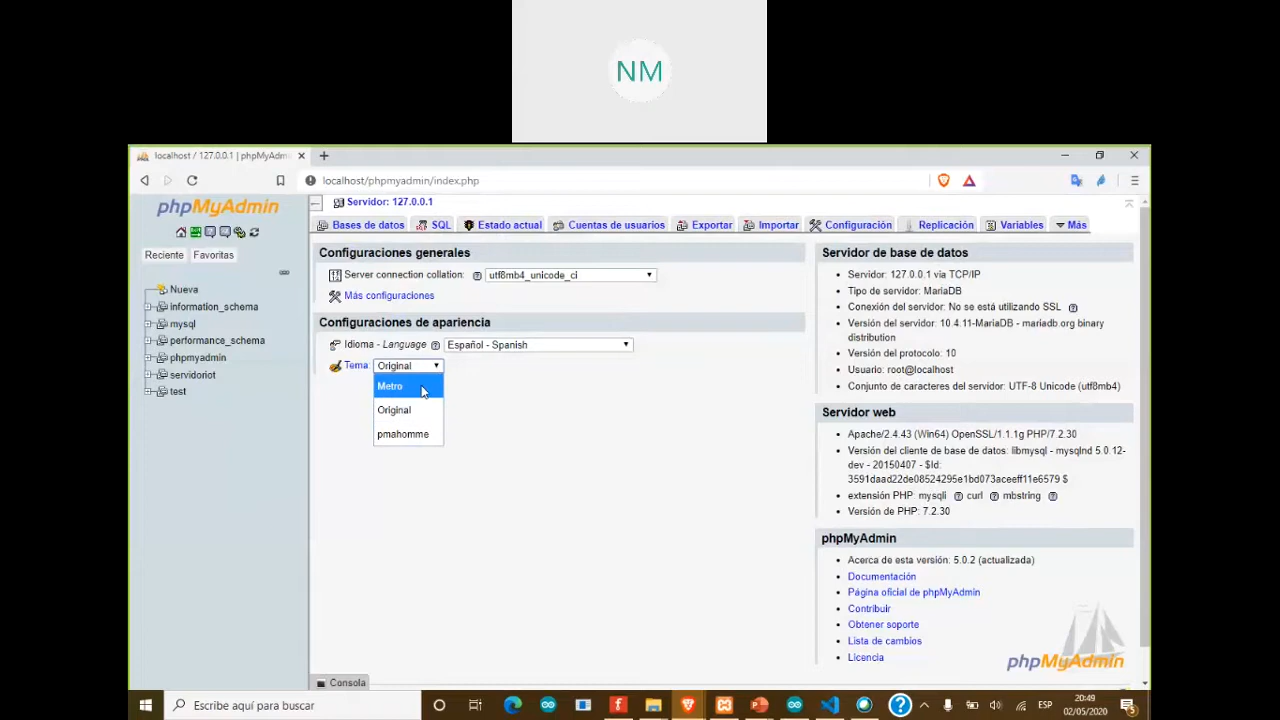 NM
localhost / 127.0.0.1 | phpMyAdm
localhost/phpmyadmin/index.php
phpMyAdmin
Reciente Favoritas
Nueva
information_schema
mysql
performance_schema
phpmyadmin
servidoriot
test
Servidor: 127.0.0.1
Bases de datos SQL Estado actual Cuentas de usuarios Exportar Importar Configuración Replicación Variables Más
Configuraciones generales
Server connection collation: utf8mb4_unicode_ci
Más configuraciones
Configuraciones de apariencia
Idioma - Language Español - Spanish
Tema: Original
Metro
Original
pmahomme
Servidor de base de datos
Servidor: 127.0.0.1 via TCP/IP
Tipo de servidor: MariaDB
Conexión del servidor: No se está utilizando SSL
Versión del servidor: 10.4.11-MariaDB - mariadb.org binary
distribution
Versión del protocolo: 10
Usuario: root@localhost
Conjunto de caracteres del servidor: UTF-8 Unicode (utf8mb4)
Servidor web
Apache/2.4.43 (Win64) OpenSSL/1.1.1g PHP/7.2.30
Versión del cliente de base de datos: libmysql - mysqlnd 5.0.12-
dev - 20150407 - $Id:
3591daad22de08524295e1bd073aceeff11e6579 $
extensión PHP: mysqli curl mbstring
Versión de PHP: 7.2.30
phpMyAdmin
Acerca de esta versión: 5.0.2 (actualizada)
Documentación
Página oficial de phpMyAdmin
Contribuir
Obtener soporte
Lista de cambios
Licencia
phpMyAdmin
Consola
Escribe aquí para buscar
ESP
20:49
02/05/2020
5